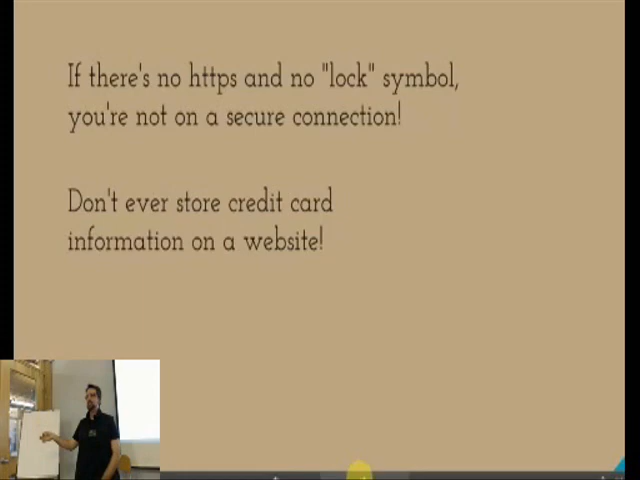 If there's no https and no "lock" symbol,
you're not on a secure connection!
Don't ever store credit card
information on a website!